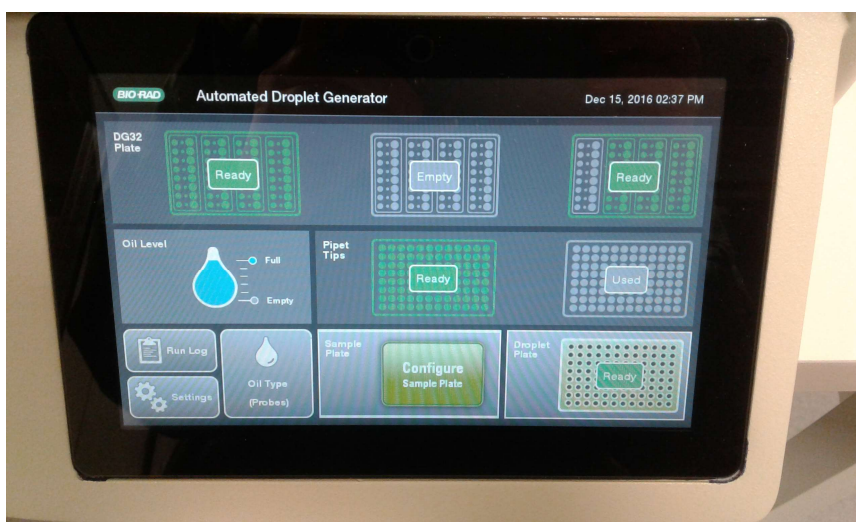 BIO-RAD
Automated Droplet Generator
Dec 15, 2016 02:37 PM
DG32
Plate
Ready
Empty
Ready
Oil Level
Full
Empty
Pipet
Tips
Ready
Used
Run Log
Settings
Oil Type
(Probes)
Sample
Plate
Configure
Sample Plate
Droplet
Plate
Ready